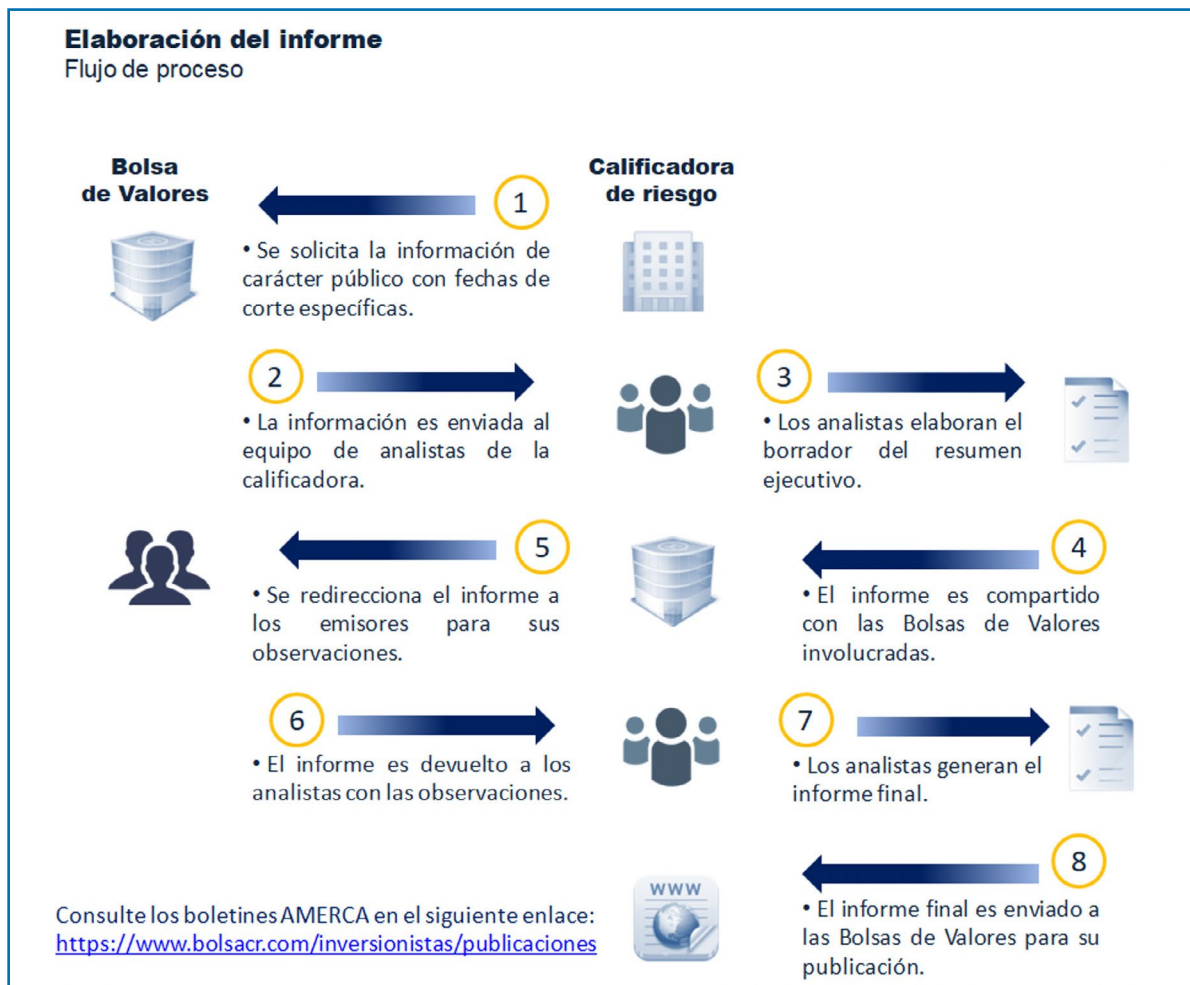 Elaboración del informe
Flujo de proceso
Bolsa
de Valores
Calificadora
de riesgo
1
• Se solicita la información de
carácter público con fechas de
corte específicas.
2
• La información es enviada al
equipo de analistas de la
calificadora.
3
• Los analistas elaboran el
borrador del resumen
ejecutivo.
4
• El informe es compartido
con las Bolsas de Valores
involucradas.
5
• Se redirecciona el informe a
los emisores para sus
observaciones.
6
• El informe es devuelto a los
analistas con las observaciones.
7
• Los analistas generan el
informe final.
8
• El informe final es enviado a
las Bolsas de Valores para su
publicación.
WWW
Consulte los boletines AMERCA en el siguiente enlace:
https://www.bolsacr.com/inversionistas/publicaciones